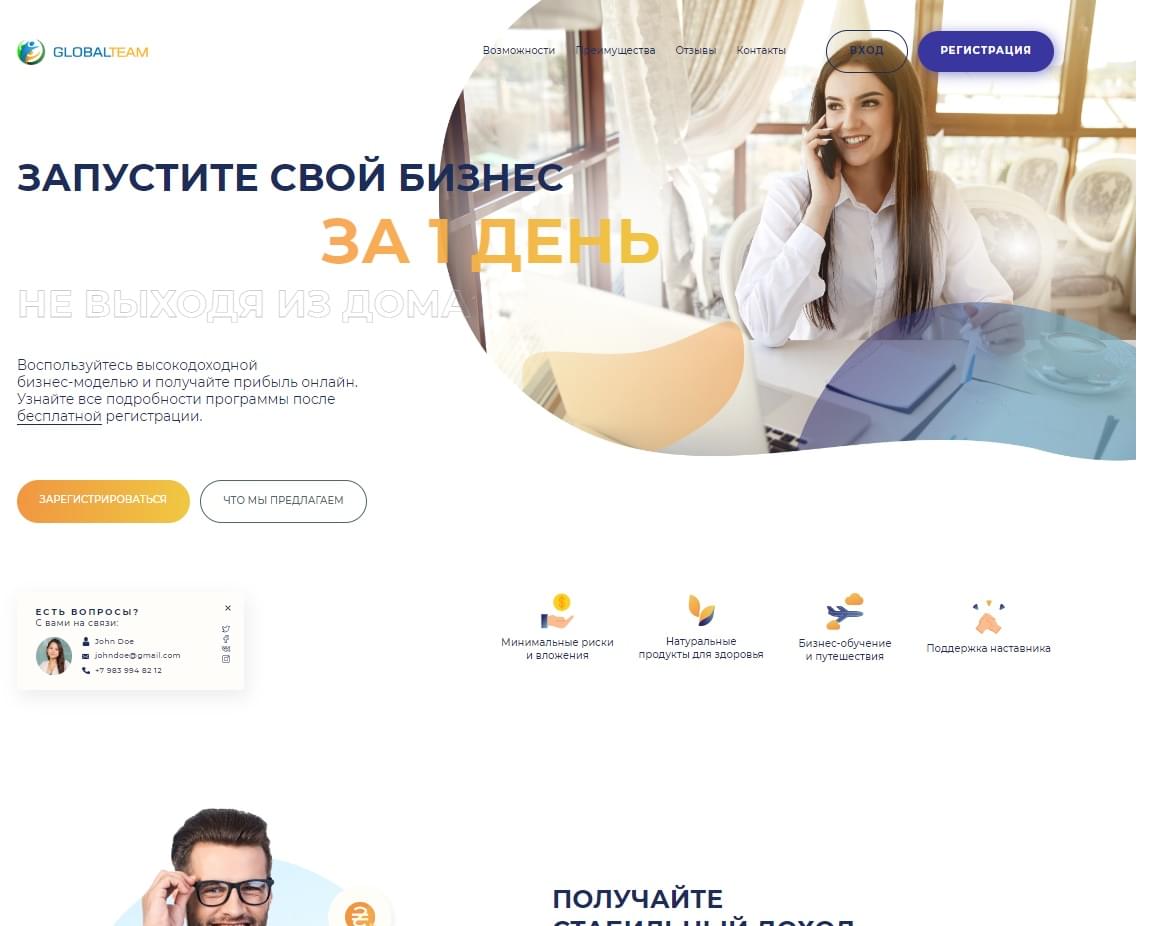 GLOBALTEAM
Возможности Преимущества Отзывы Контакты ВХОД РЕГИСТРАЦИЯ
ЗАПУСТИТЕ СВОЙ БИЗНЕС
ЗА 1 ДЕНЬ
НЕ ВЫХОДЯ ИЗ ДОМА
Воспользуйтесь высокодоходной
бизнес-моделью и получайте прибыль онлайн.
Узнайте все подробности программы после
бесплатной регистрации.
ЗАРЕГИСТРИРОВАТЬСЯ ЧТО МЫ ПРЕДЛАГАЕМ
ЕСТЬ ВОПРОСЫ?
С вами на связи:
John Doe
johndoe@gmail.com
+7 983 994 82 12
Минимальные риски
и вложения
Натуральные
продукты для здоровья
Бизнес-обучение
и путешествия
Поддержка наставника
ПОЛУЧАЙТЕ
СТАБИЛЬНЫЙ ДОХОД